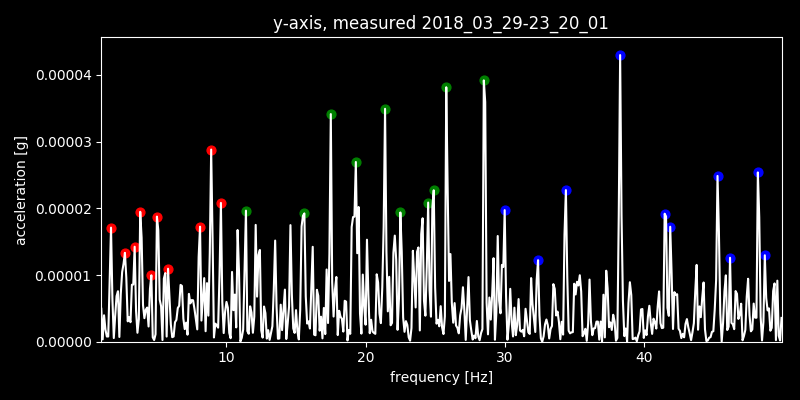 y-axis, measured 2018_03_29-23_20_01
0.00004
0.00003
0.00002
0.00001
0.00000
acceleration [g]
10 20 30 40
frequency [Hz]